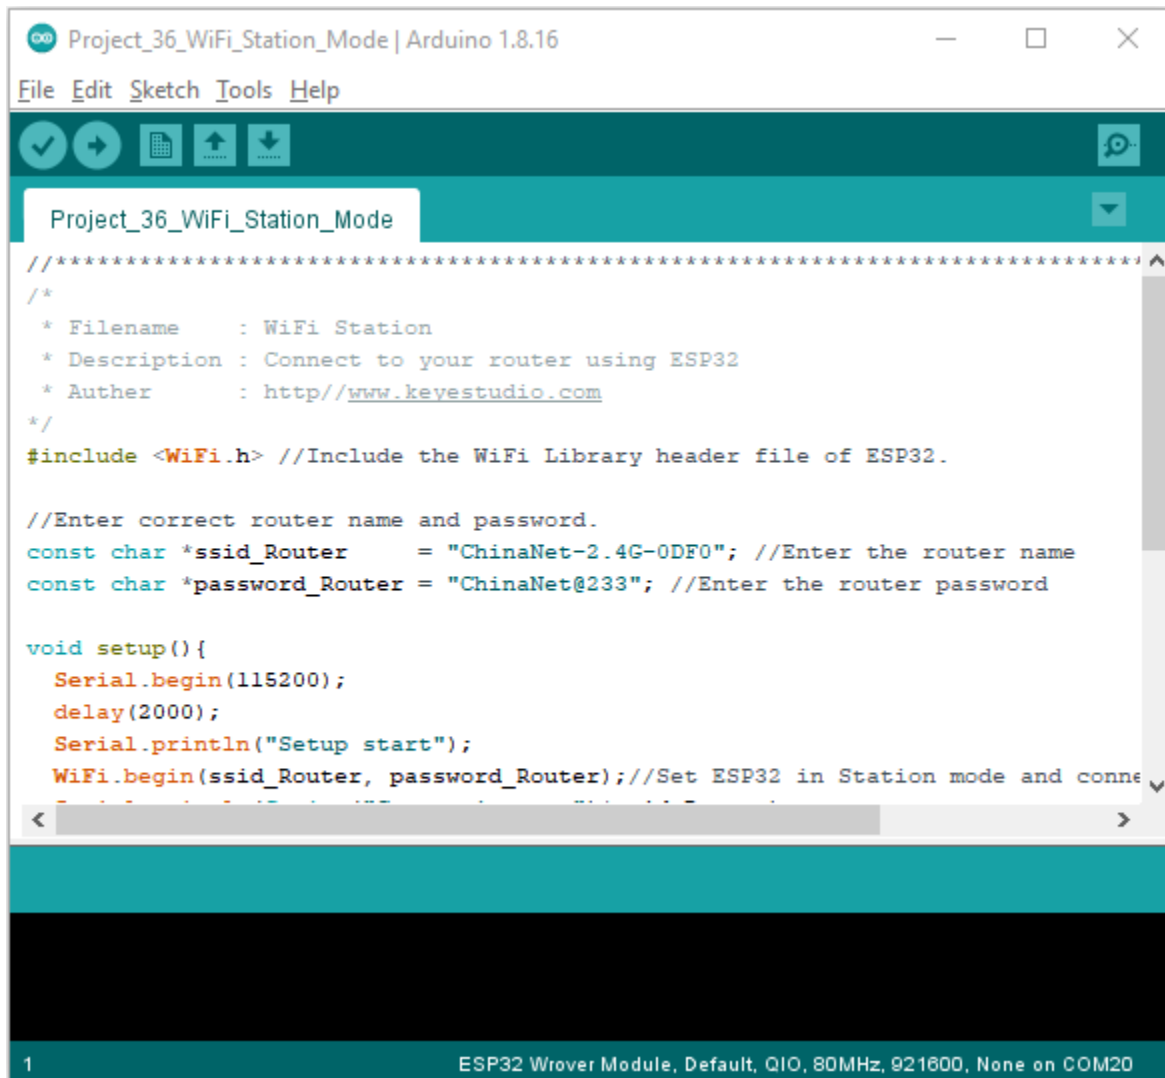 Project_36_WiFi_Station_Mode | Arduino 1.8.16
File Edit Sketch Tools Help
Project_36_WiFi_Station_Mode
//*******************************************************************************
/*
 * Filename    : WiFi Station
 * Description : Connect to your router using ESP32
 * Auther      : http//www.keyestudio.com
*/
#include <WiFi.h> //Include the WiFi Library header file of ESP32.
//Enter correct router name and password.
const char *ssid_Router     = "ChinaNet-2.4G-0DF0"; //Enter the router name
const char *password_Router = "ChinaNet@233"; //Enter the router password
void setup(){
  Serial.begin(115200);
  delay(2000);
  Serial.println("Setup start");
  WiFi.begin(ssid_Router, password_Router);//Set ESP32 in Station mode and conne
1 ESP32 Wrover Module, Default, QIO, 80MHz, 921600, None on COM20